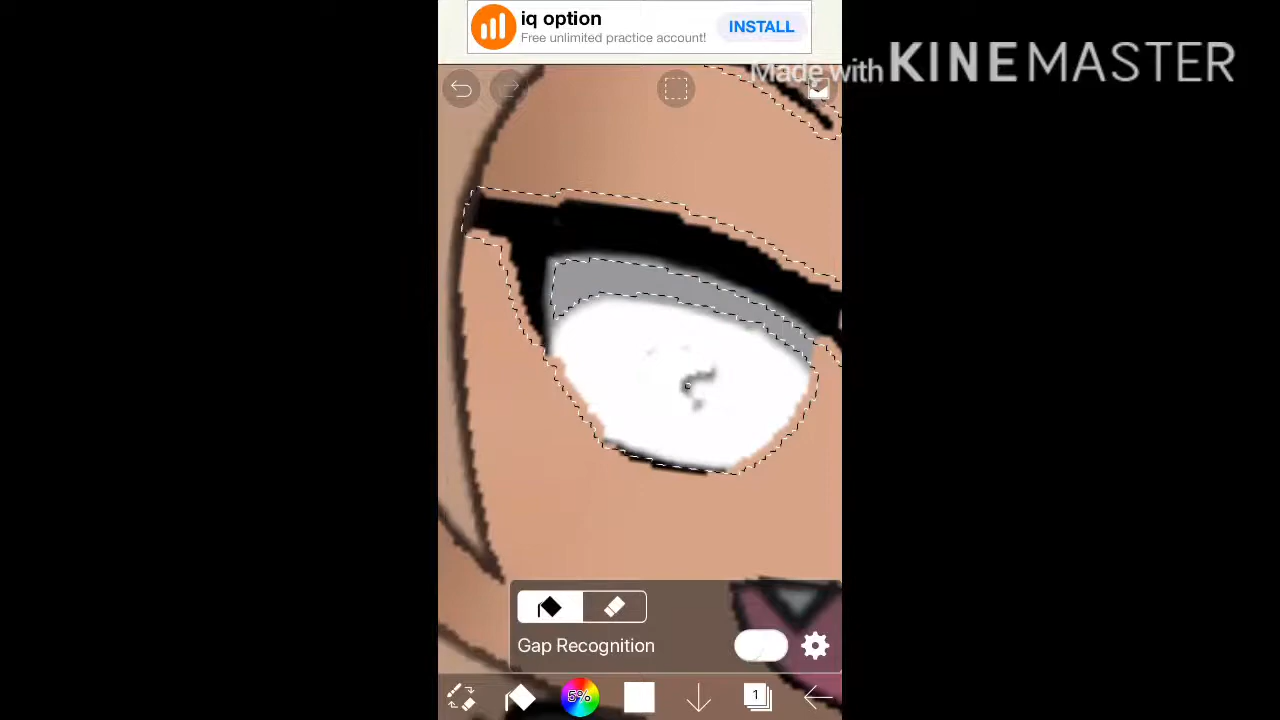 iq option
Free unlimited practice account!
INSTALL
Made with KINEMASTER
Gap Recognition
5%
1